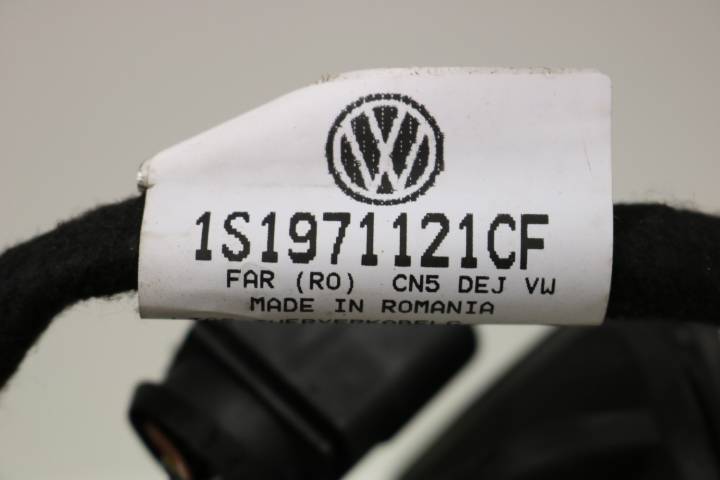 1S1971121CF
FAR (RO) CN5 DEJ VW
MADE IN ROMANIA